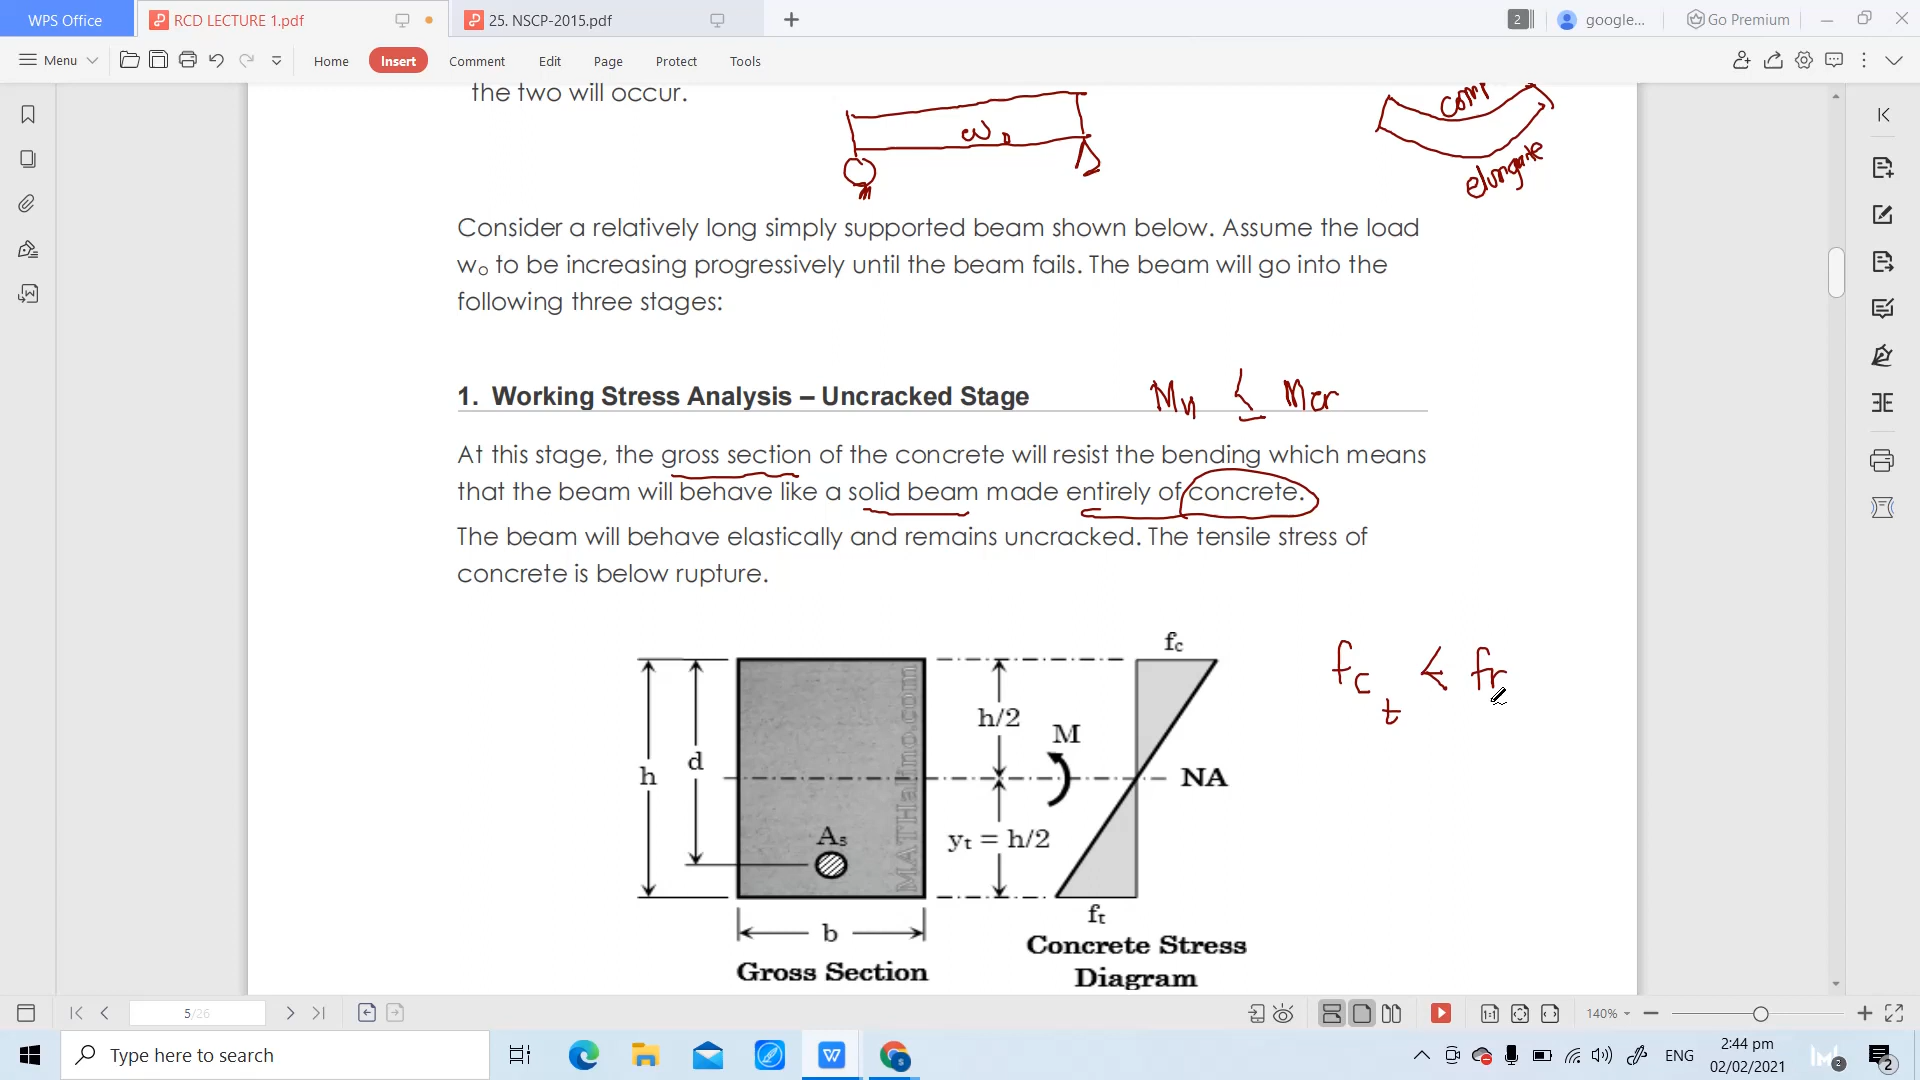 WPS Office
RCD LECTURE 1.pdf
25. NSCP-2015.pdf
2
google...
Go Premium
Menu
Home
Insert
Comment
Edit
Page
Protect
Tools
the two will occur.
comp
ω o
elongate
Consider a relatively long simply supported beam shown below. Assume the load
wₒ to be increasing progressively until the beam fails. The beam will go into the
following three stages:
1. Working Stress Analysis – Uncracked Stage
Mn ≤ Mcr
At this stage, the gross section of the concrete will resist the bending which means
that the beam will behave like a solid beam made entirely of concrete.
The beam will behave elastically and remains uncracked. The tensile stress of
concrete is below rupture.
fc
fc t < fr
h
d
h/2
M
NA
As
yt = h/2
MATHalino.com
b
ft
Gross Section
Concrete Stress
Diagram
5/26
1:1
140%
Type here to search
ENG
2:44 pm
02/02/2021
2
2